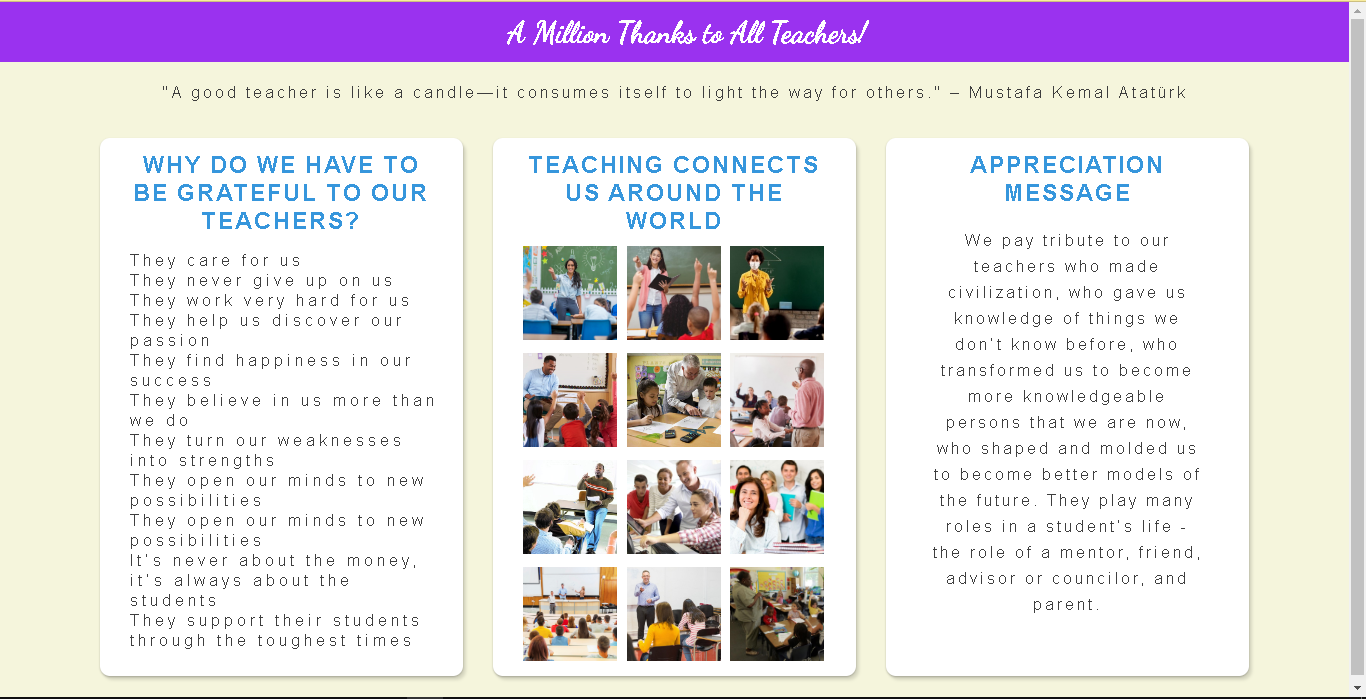 A Million Thanks to All Teachers!
"A good teacher is like a candle—it consumes itself to light the way for others." – Mustafa Kemal Atatürk
WHY DO WE HAVE TO
BE GRATEFUL TO OUR
TEACHERS?
They care for us
They never give up on us
They work very hard for us
They help us discover our
passion
They find happiness in our
success
They believe in us more than
we do
They turn our weaknesses
into strengths
They open our minds to new
possibilities
They open our minds to new
possibilities
It's never about the money,
it's always about the
students
They support their students
through the toughest times
TEACHING CONNECTS
US AROUND THE
WORLD
APPRECIATION
MESSAGE
We pay tribute to our
teachers who made
civilization, who gave us
knowledge of things we
don't know before, who
transformed us to become
more knowledgeable
persons that we are now,
who shaped and molded us
to become better models of
the future. They play many
roles in a student's life -
the role of a mentor, friend,
advisor or councilor, and
parent.